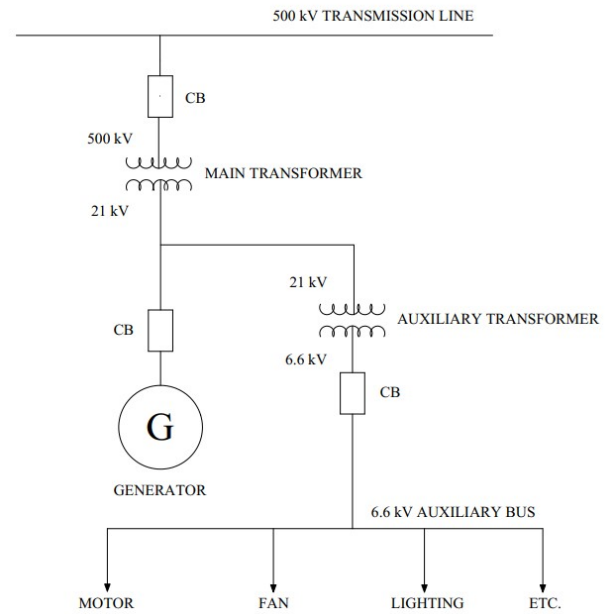 500 kV TRANSMISSION LINE
CB
500 kV
MAIN TRANSFORMER
21 kV
21 kV
AUXILIARY TRANSFORMER
CB
6.6 kV
CB
G
GENERATOR
6.6 kV AUXILIARY BUS
MOTOR
FAN
LIGHTING
ETC.